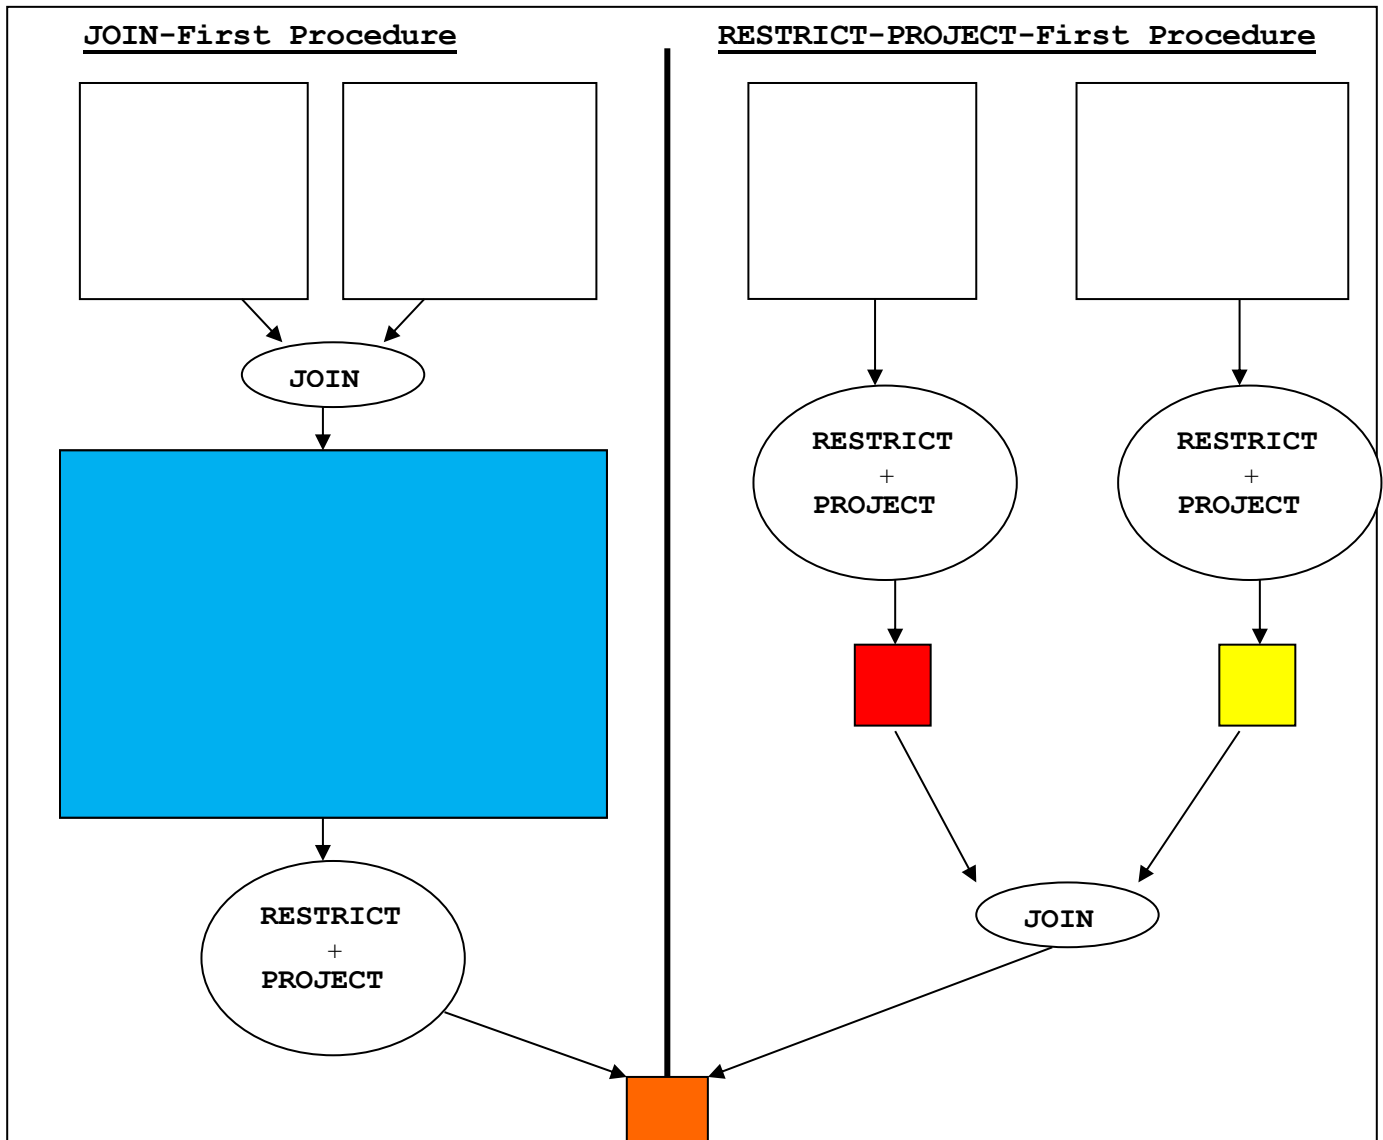 JOIN-First Procedure
RESTRICT-PROJECT-First Procedure
JOIN
RESTRICT
+
PROJECT
RESTRICT
+
PROJECT
RESTRICT
+
PROJECT
JOIN